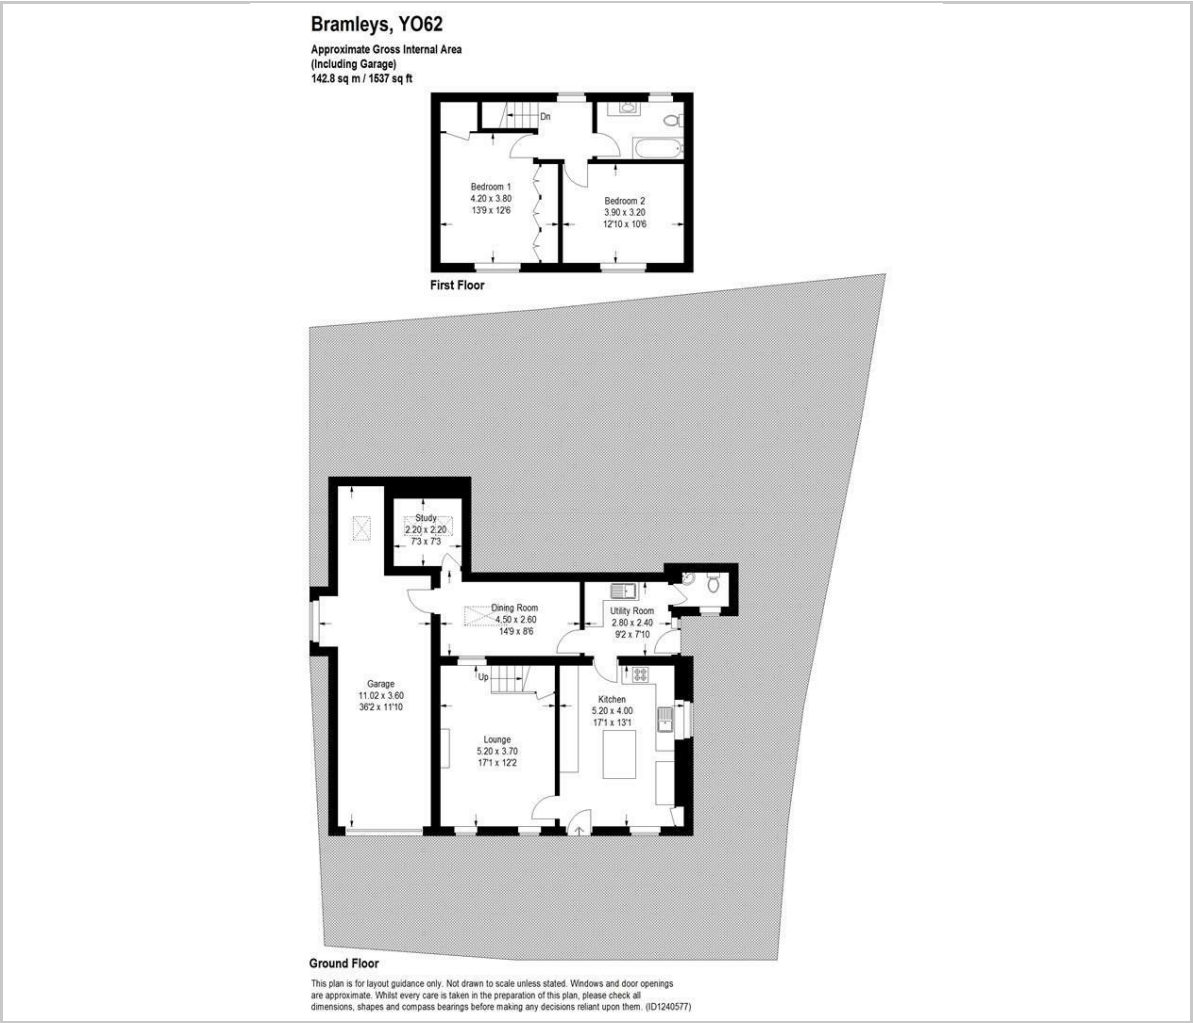 Bramleys, YO62
Approximate Gross Internal Area
(Including Garage)
142.8 sq m / 1537 sq ft
Dn
Bedroom 1
4.20 x 3.80
13'9 x 12'6
Bedroom 2
3.90 x 3.20
12'10 x 10'6
First Floor
Study
2.20 x 2.20
7'3 x 7'3
Dining Room
4.50 x 2.60
14'9 x 8'6
Utility Room
2.80 x 2.40
9'2 x 7'10
Up
Garage
11.02 x 3.60
36'2 x 11'10
Kitchen
5.20 x 4.00
17'1 x 13'1
Lounge
5.20 x 3.70
17'1 x 12'2
Ground Floor
This plan is for layout guidance only. Not drawn to scale unless stated. Windows and door openings
are approximate. Whilst every care is taken in the preparation of this plan, please check all
dimensions, shapes and compass bearings before making any decisions reliant upon them. (ID1240577)